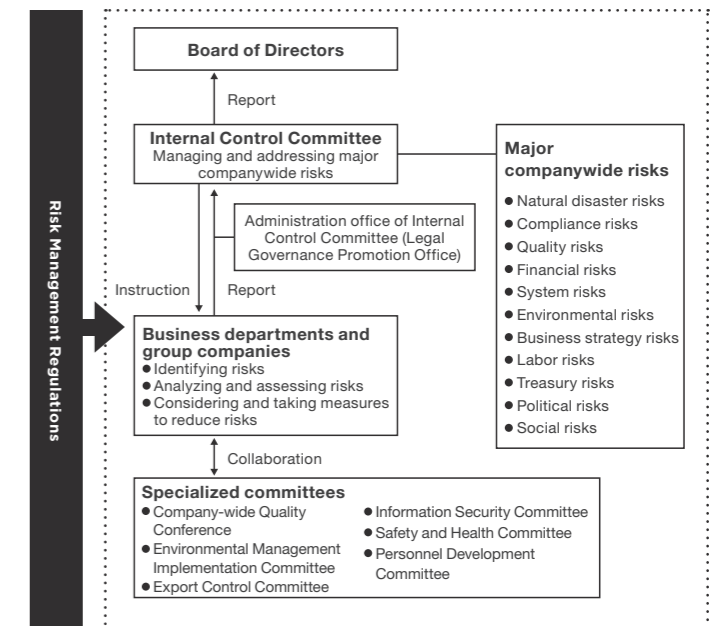 Risk Management Regulations
Board of Directors
Report
Internal Control Committee
Managing and addressing major
companywide risks
Administration office of Internal
Control Committee (Legal
Governance Promotion Office)
Instruction
Report
Business departments and
group companies
● Identifying risks
● Analyzing and assessing risks
● Considering and taking measures
to reduce risks
Collaboration
Specialized committees
● Company-wide Quality
Conference
● Environmental Management
Implementation Committee
● Export Control Committee
● Information Security Committee
● Safety and Health Committee
● Personnel Development
Committee
Major
companywide risks
● Natural disaster risks
● Compliance risks
● Quality risks
● Financial risks
● System risks
● Environmental risks
● Business strategy risks
● Labor risks
● Treasury risks
● Political risks
● Social risks